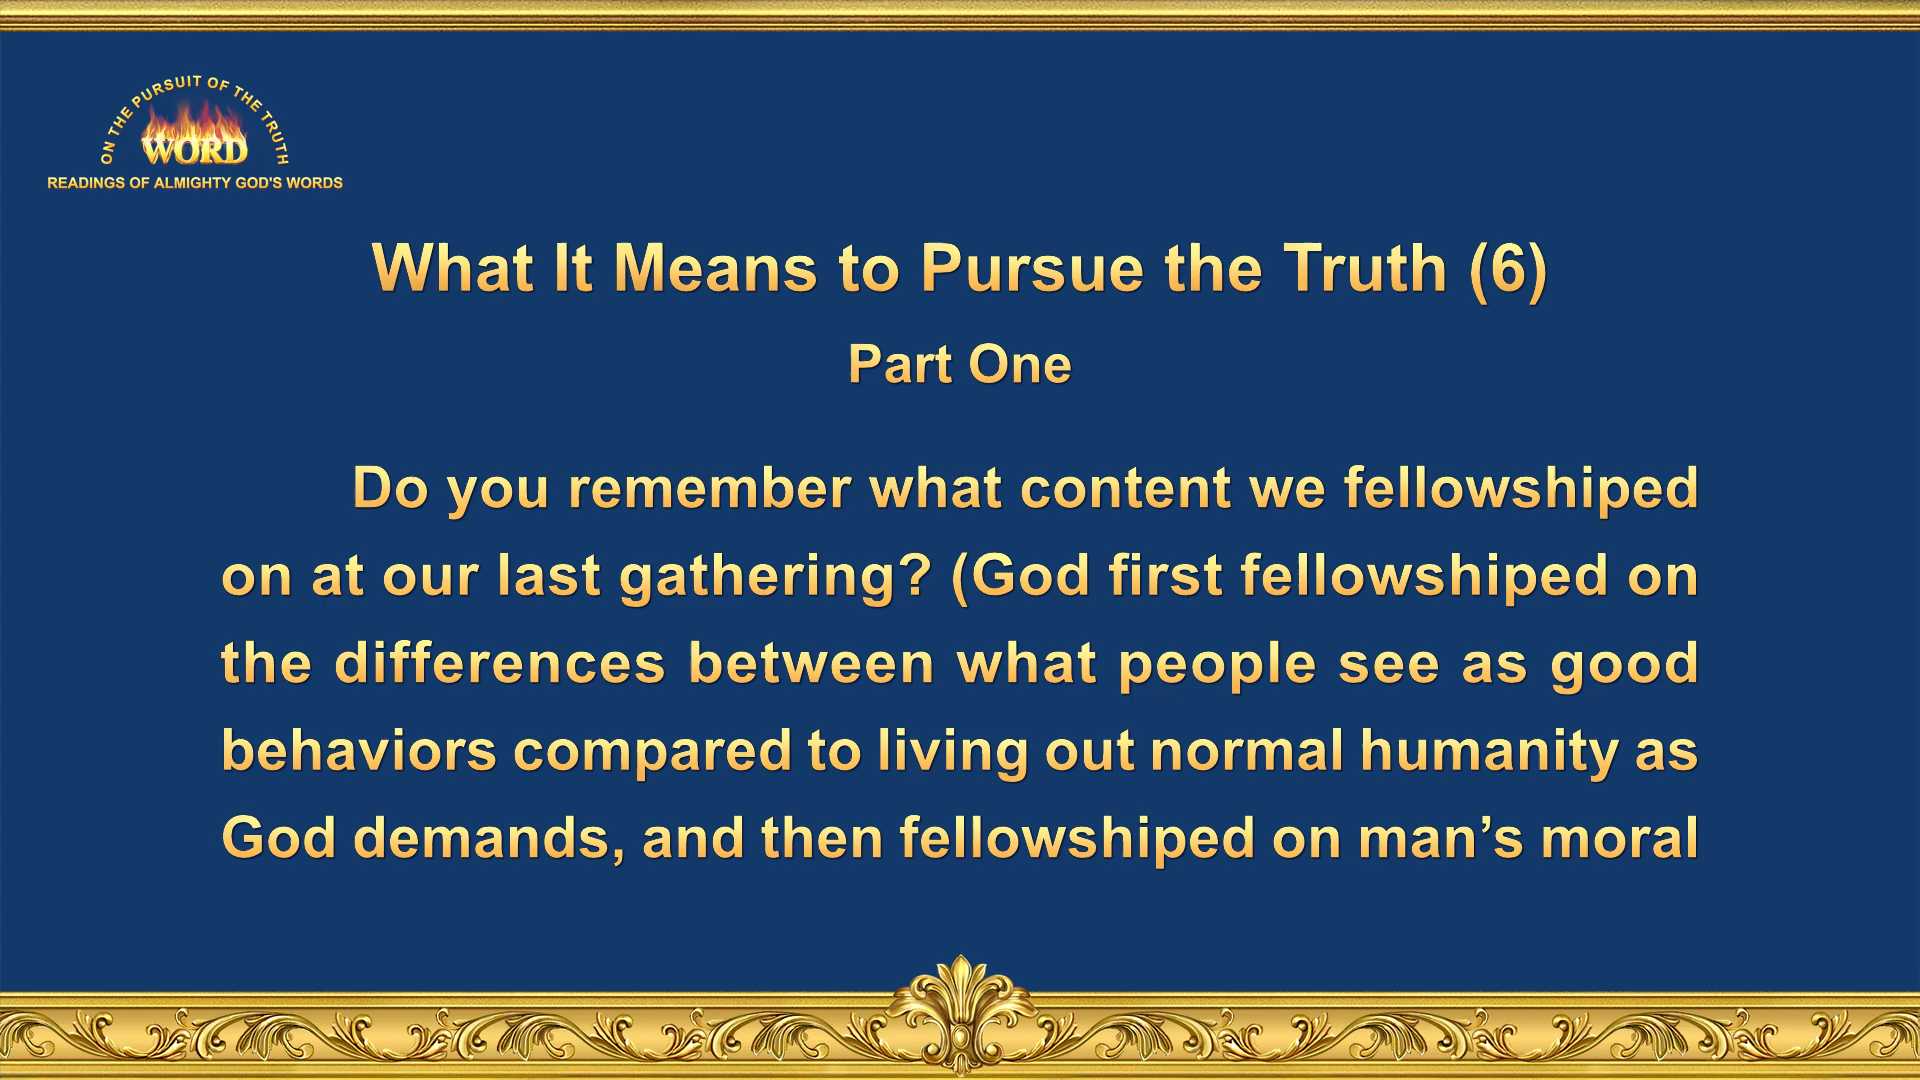 ON THE PURSUIT OF THE TRUTH
WORD
READINGS OF ALMIGHTY GOD'S WORDS
What It Means to Pursue the Truth (6)
Part One
Do you remember what content we fellowshiped
on at our last gathering? (God first fellowshiped on
the differences between what people see as good
behaviors compared to living out normal humanity as
God demands, and then fellowshiped on man’s moral